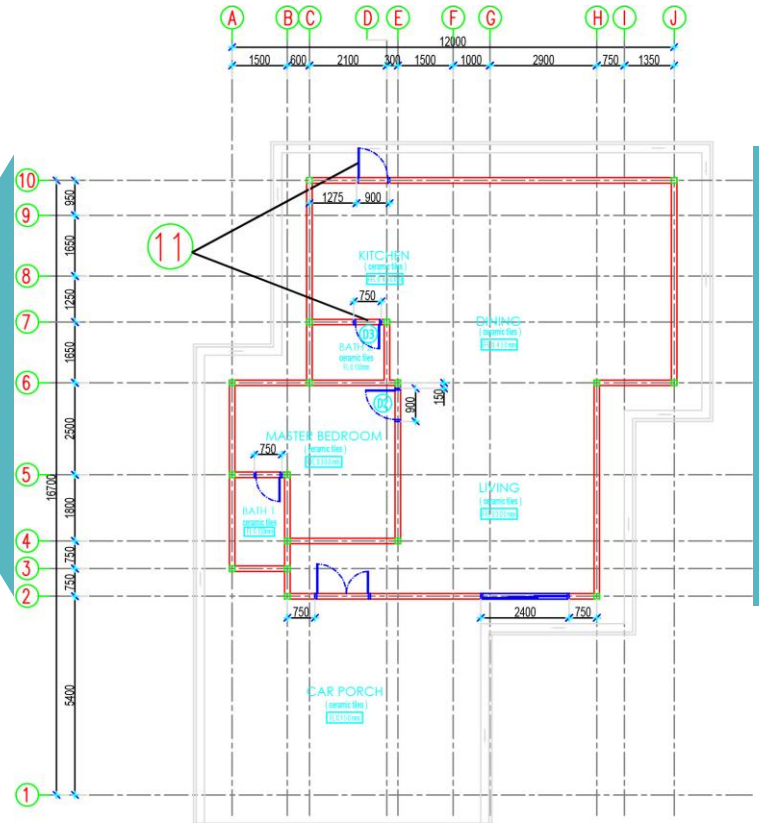 A B C D E F G H I J
12000
1500 600 2100 300 1500 1000 2900 750 1350
10
9
8
7
6
5
4
3
2
1
16700
950
1650
1250
1650
2500
1800
750
750
5400
11
1275 900
KITCHEN
( ceramic tiles )
750
D3
BATH
ceramic tiles
DINING
( ceramic tiles )
D2
900
150
MASTER BEDROOM
( ceramic tiles )
750
BATH 1
ceramic tiles
LIVING
( ceramic tiles )
750
2400 750
CAR PORCH
( ceramic tiles )